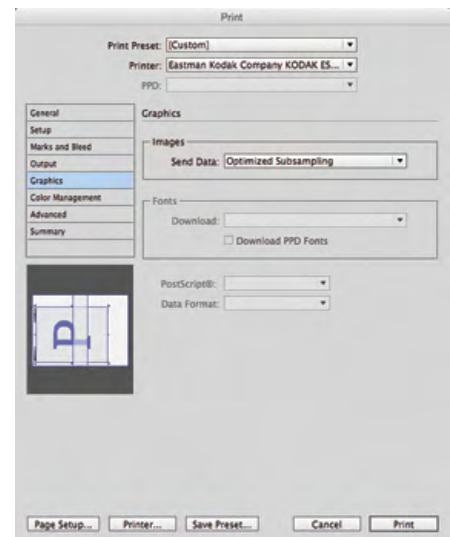 Print
Print Preset: [Custom]
Printer: Eastman Kodak Company KODAK ES...
PPD:
General
Setup
Marks and Bleed
Output
Graphics
Color Management
Advanced
Summary
Graphics
Images
Send Data: Optimized Subsampling
Fonts
Download:
Download PPD Fonts
PostScript®:
Data Format:
P
Page Setup... Printer... Save Preset... Cancel Print